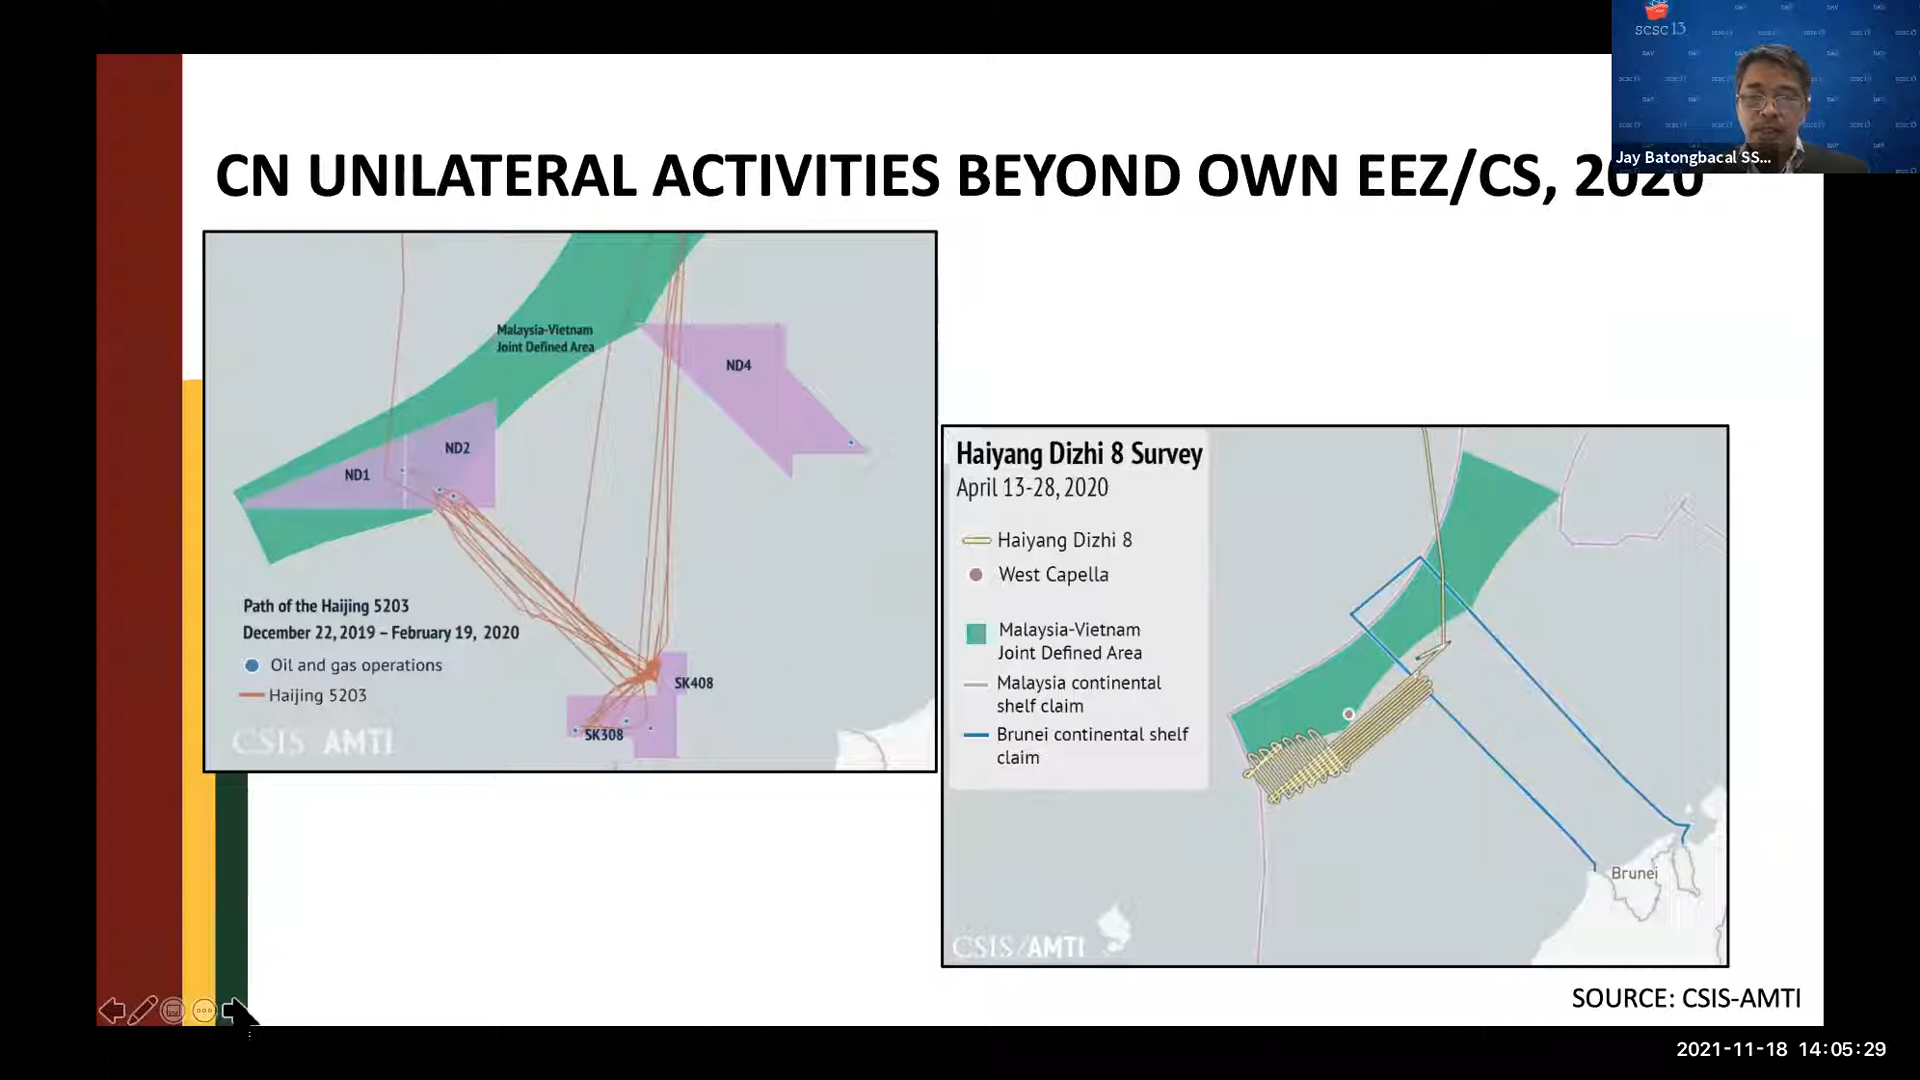 SCSC 13
Jay Batongbacal SS...
CN UNILATERAL ACTIVITIES BEYOND OWN EEZ/CS, 2020
Malaysia-Vietnam
Joint Defined Area
ND4
ND2
ND1
Path of the Haijing 5203
December 22, 2019 – February 19, 2020
Oil and gas operations
Haijing 5203
SK408
SK308
CSIS AMTI
Haiyang Dizhi 8 Survey
April 13-28, 2020
Haiyang Dizhi 8
West Capella
Malaysia-Vietnam
Joint Defined Area
Malaysia continental
shelf claim
Brunei continental shelf
claim
Brunei
CSIS/AMTI
SOURCE: CSIS-AMTI
2021-11-18 14:05:29